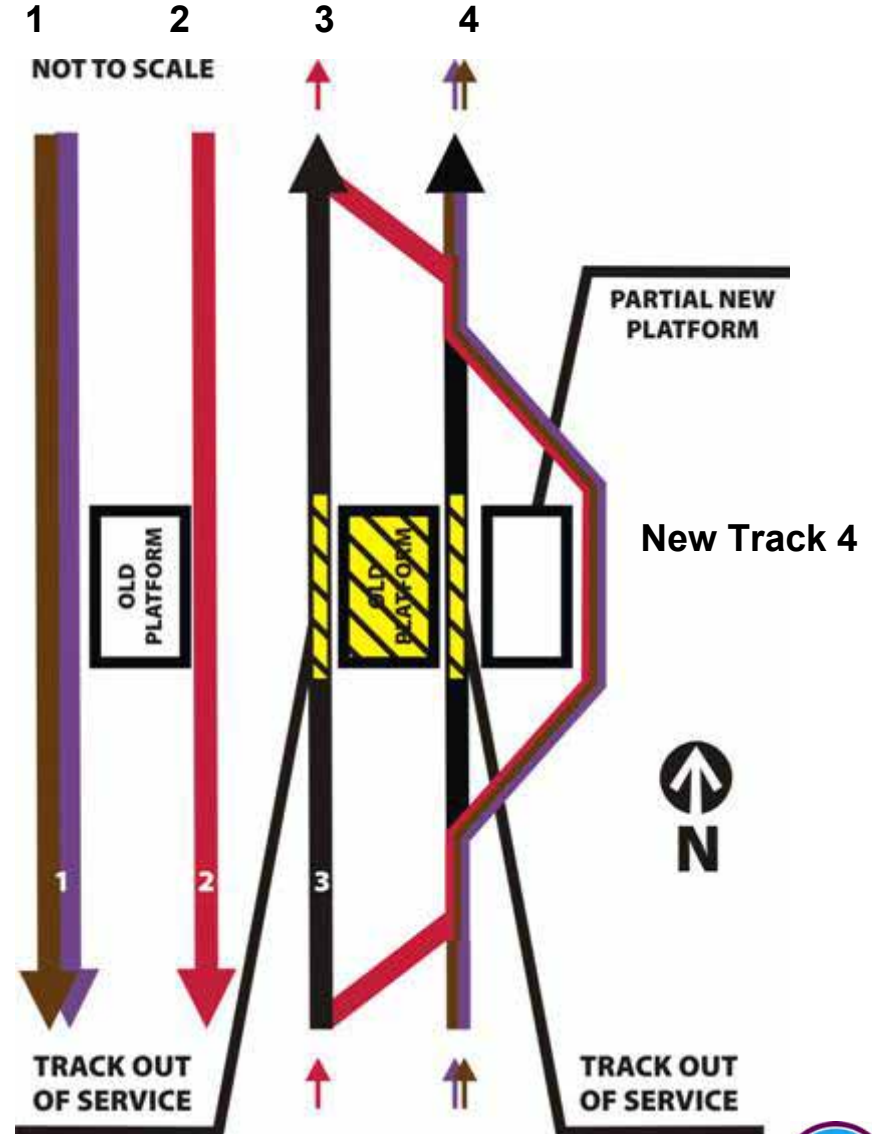 1 2 3 4
NOT TO SCALE
PARTIAL NEW
PLATFORM
OLD
PLATFORM
OLD
PLATFORM
New Track 4
N
1 2 3
TRACK OUT
OF SERVICE
TRACK OUT
OF SERVICE